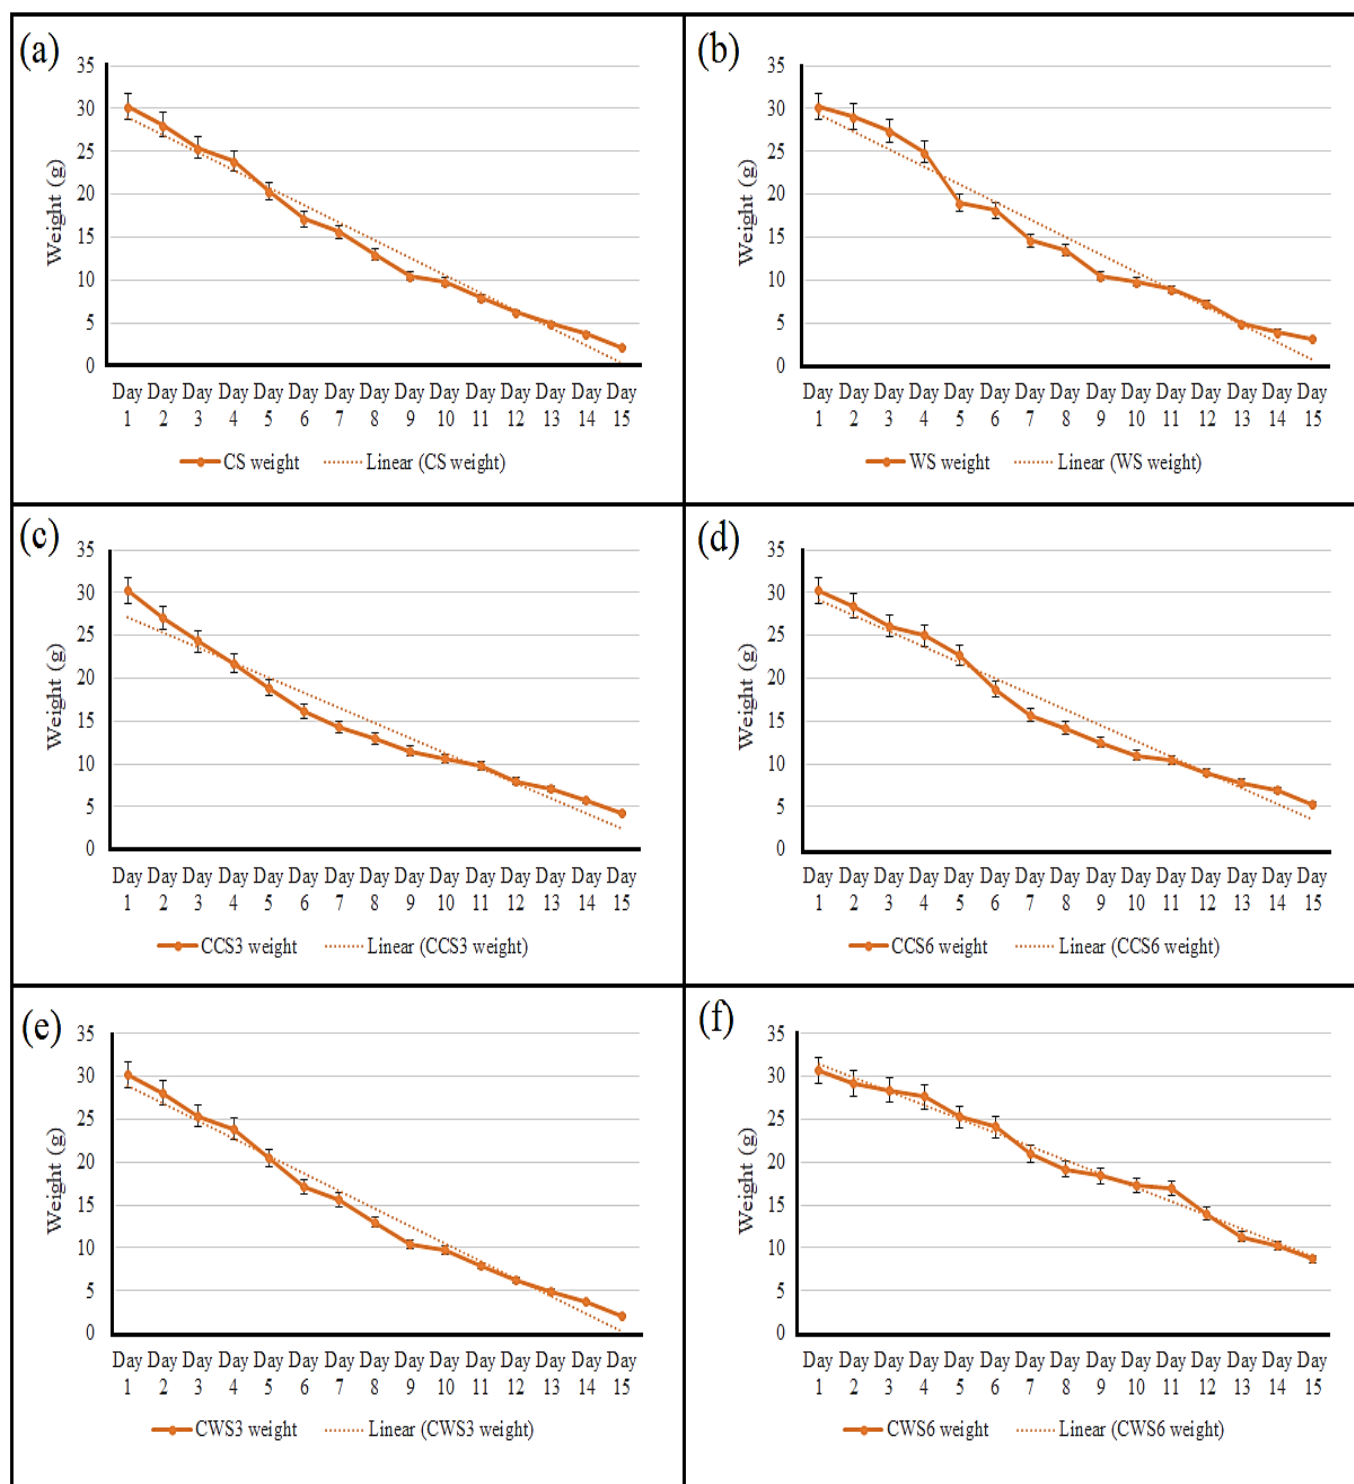 (a)
35
30
25
20
15
10
5
0
Weight (g)
Day Day Day Day Day Day Day Day Day Day Day Day Day Day Day
1 2 3 4 5 6 7 8 9 10 11 12 13 14 15
CS weight Linear (CS weight)
(b)
35
30
25
20
15
10
5
0
Weight (g)
Day Day Day Day Day Day Day Day Day Day Day Day Day Day Day
1 2 3 4 5 6 7 8 9 10 11 12 13 14 15
WS weight Linear (WS weight)
(c)
35
30
25
20
15
10
5
0
Weight (g)
Day Day Day Day Day Day Day Day Day Day Day Day Day Day Day
1 2 3 4 5 6 7 8 9 10 11 12 13 14 15
CCS3 weight Linear (CCS3 weight)
(d)
35
30
25
20
15
10
5
0
Weight (g)
Day Day Day Day Day Day Day Day Day Day Day Day Day Day Day
1 2 3 4 5 6 7 8 9 10 11 12 13 14 15
CCS6 weight Linear (CCS6 weight)
(e)
35
30
25
20
15
10
5
0
Weight (g)
Day Day Day Day Day Day Day Day Day Day Day Day Day Day Day
1 2 3 4 5 6 7 8 9 10 11 12 13 14 15
CWS3 weight Linear (CWS3 weight)
(f)
35
30
25
20
15
10
5
0
Weight (g)
Day Day Day Day Day Day Day Day Day Day Day Day Day Day Day
1 2 3 4 5 6 7 8 9 10 11 12 13 14 15
CWS6 weight Linear (CWS6 weight)